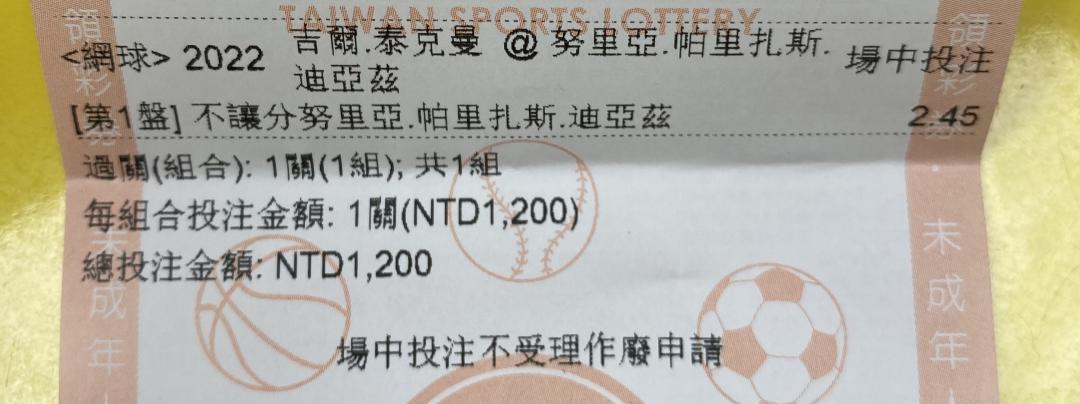 TAIWAN SPORTS LOTTERY
<網球> 2022 吉爾.泰克曼 @ 努里亞.帕里扎斯.迪亞茲 場中投注
[第1盤] 不讓分努里亞.帕里扎斯.迪亞茲 2.45
過關(組合): 1關(1組); 共1組
每組合投注金額: 1關(NTD1,200)
總投注金額: NTD1,200
場中投注不受理作廢申請
領彩
未成年
領彩
未成年